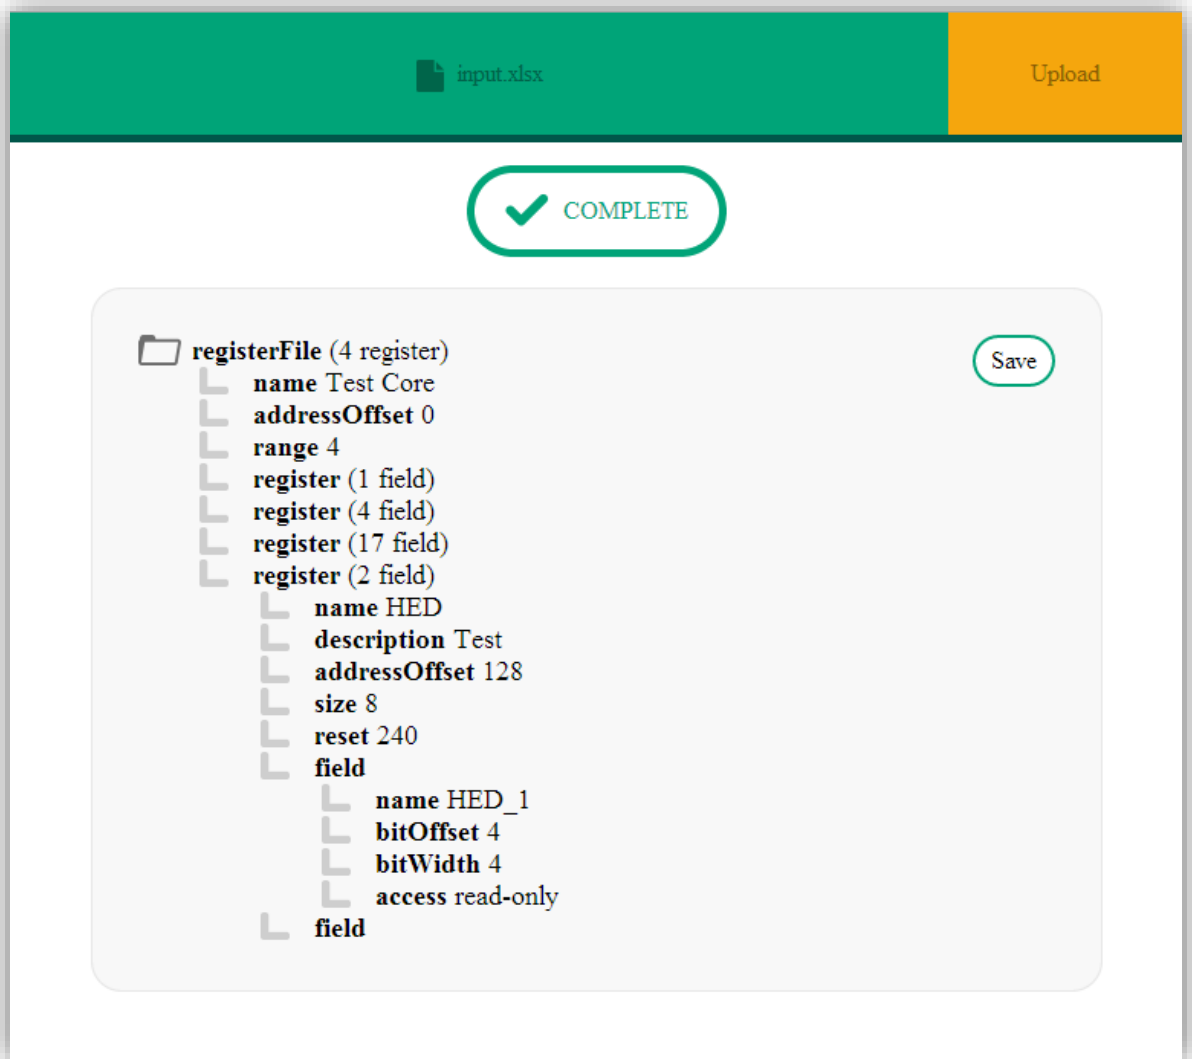 input.xlsx
Upload
COMPLETE
registerFile (4 register)
Save
name Test Core
addressOffset 0
range 4
register (1 field)
register (4 field)
register (17 field)
register (2 field)
name HED
description Test
addressOffset 128
size 8
reset 240
field
name HED_1
bitOffset 4
bitWidth 4
access read-only
field